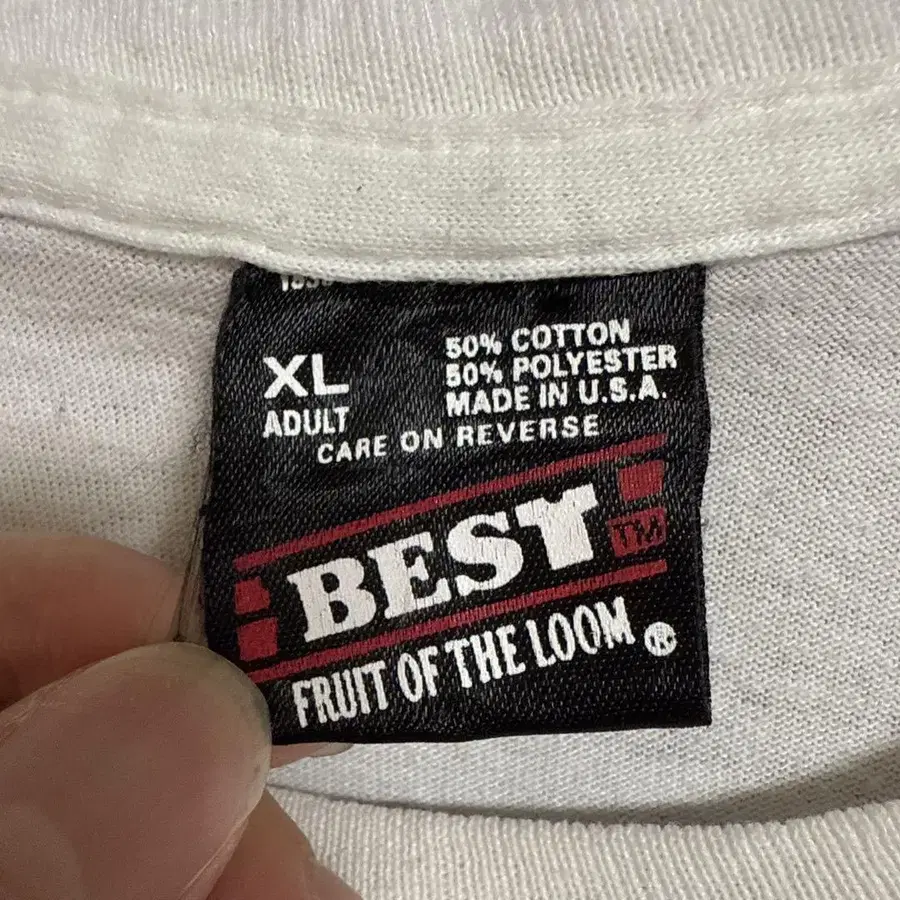 XL
ADULT
50% COTTON
50% POLYESTER
MADE IN U.S.A.
CARE ON REVERSE
BEST TM
FRUIT OF THE LOOM ®